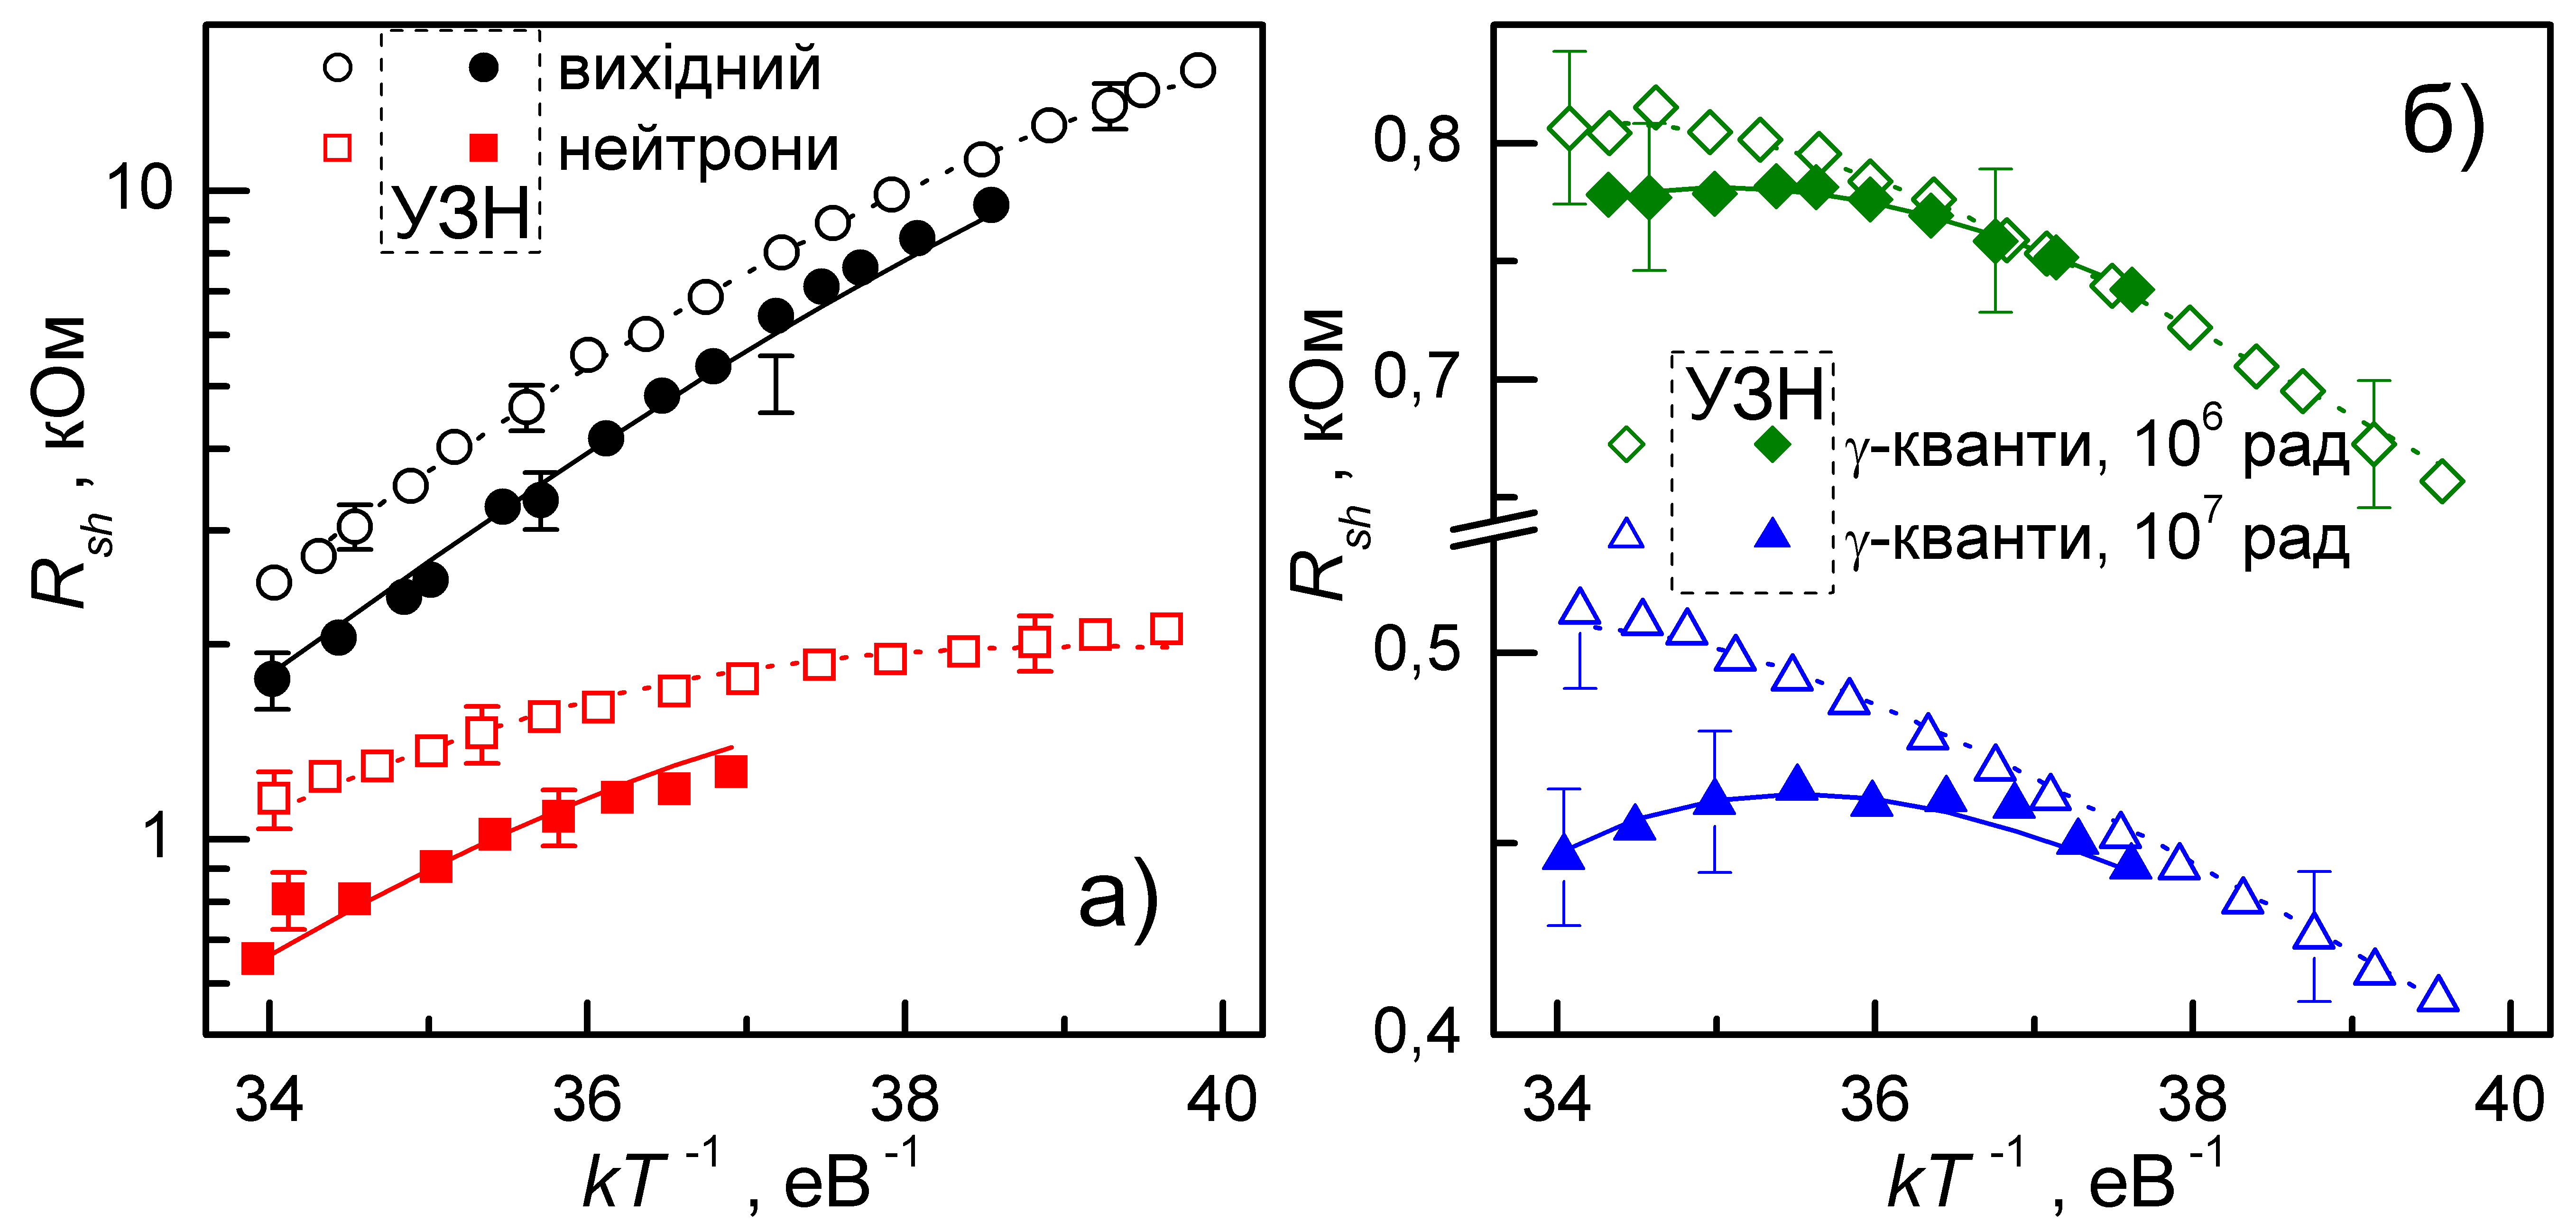 вихідний
нейтрони
УЗН
10
1
R sh , кОм
а)
34 36 38 40
kT -1 , еВ-1
б)
0,8
0,7
0,5
0,4
R sh , кОм
УЗН
γ-кванти, 10^6 рад
γ-кванти, 10^7 рад
34 36 38 40
kT -1 , еВ-1